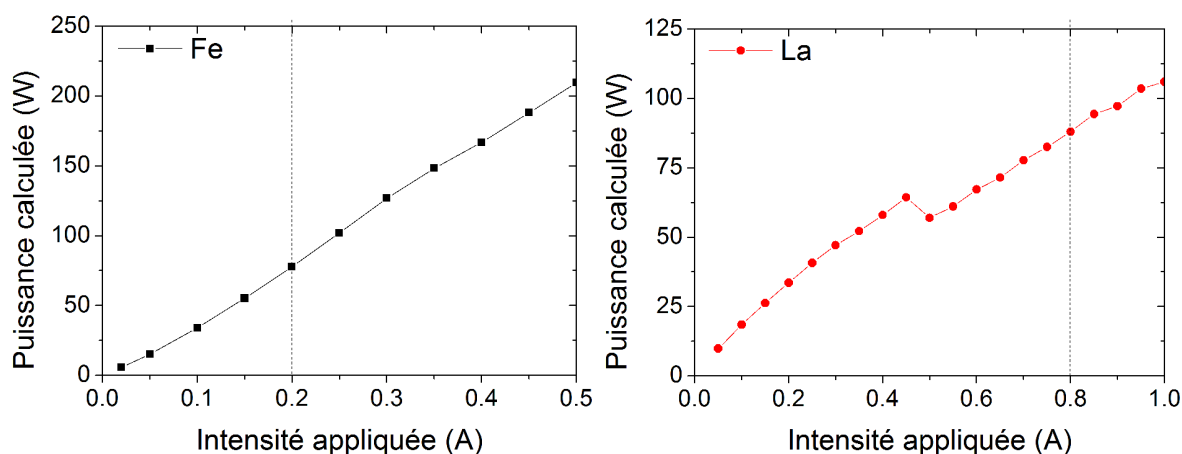 Fe
Puissance calculée (W)
250
200
150
100
50
0
0.0 0.1 0.2 0.3 0.4 0.5
Intensité appliquée (A)
La
Puissance calculée (W)
125
100
75
50
25
0
0.0 0.2 0.4 0.6 0.8 1.0
Intensité appliquée (A)